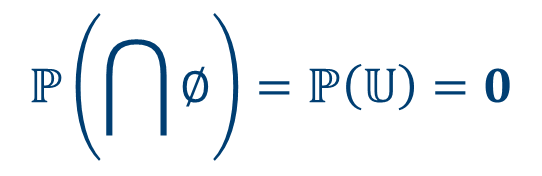 ℙ(⋂∅) = ℙ(𝕌) = 𝟎